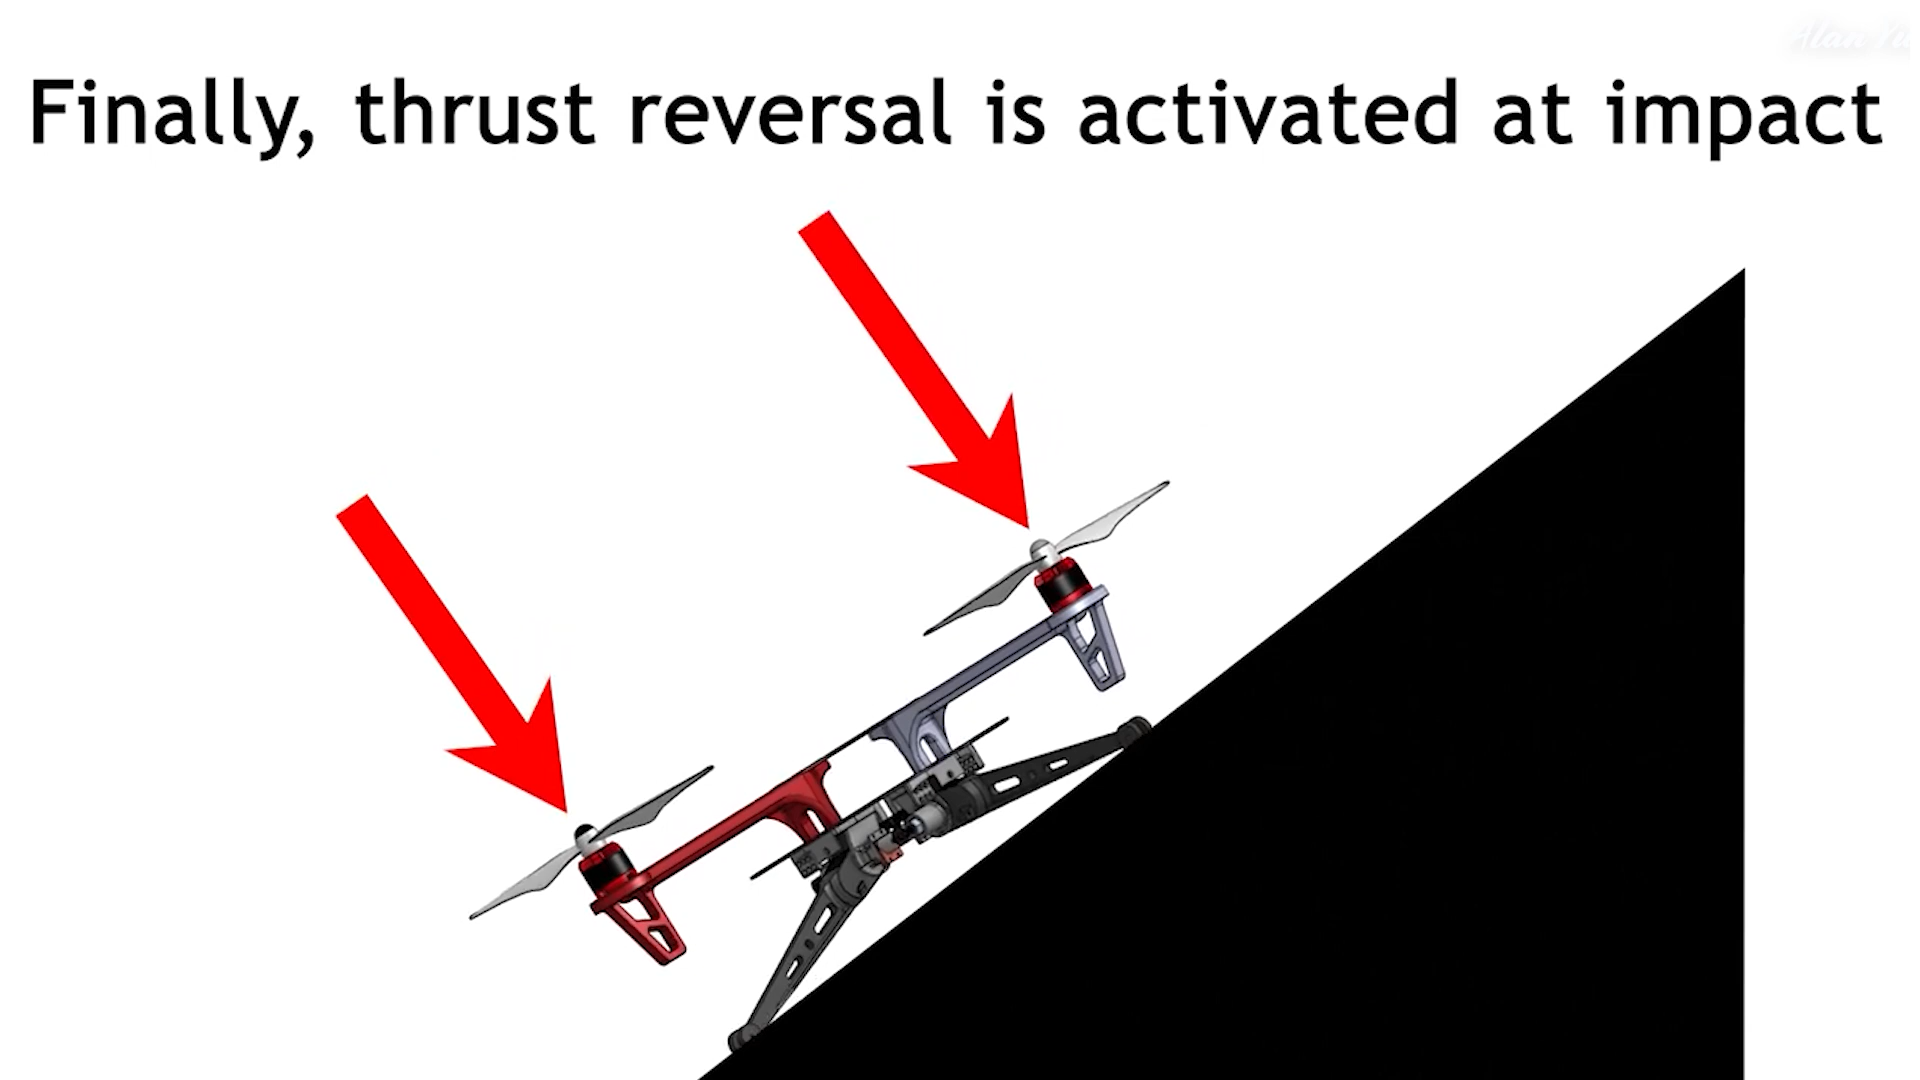 Finally, thrust reversal is activated at impact